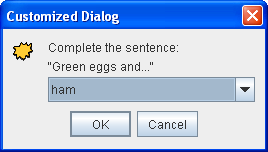 Customized Dialog
Complete the sentence:
"Green eggs and..."
ham
OK
Cancel